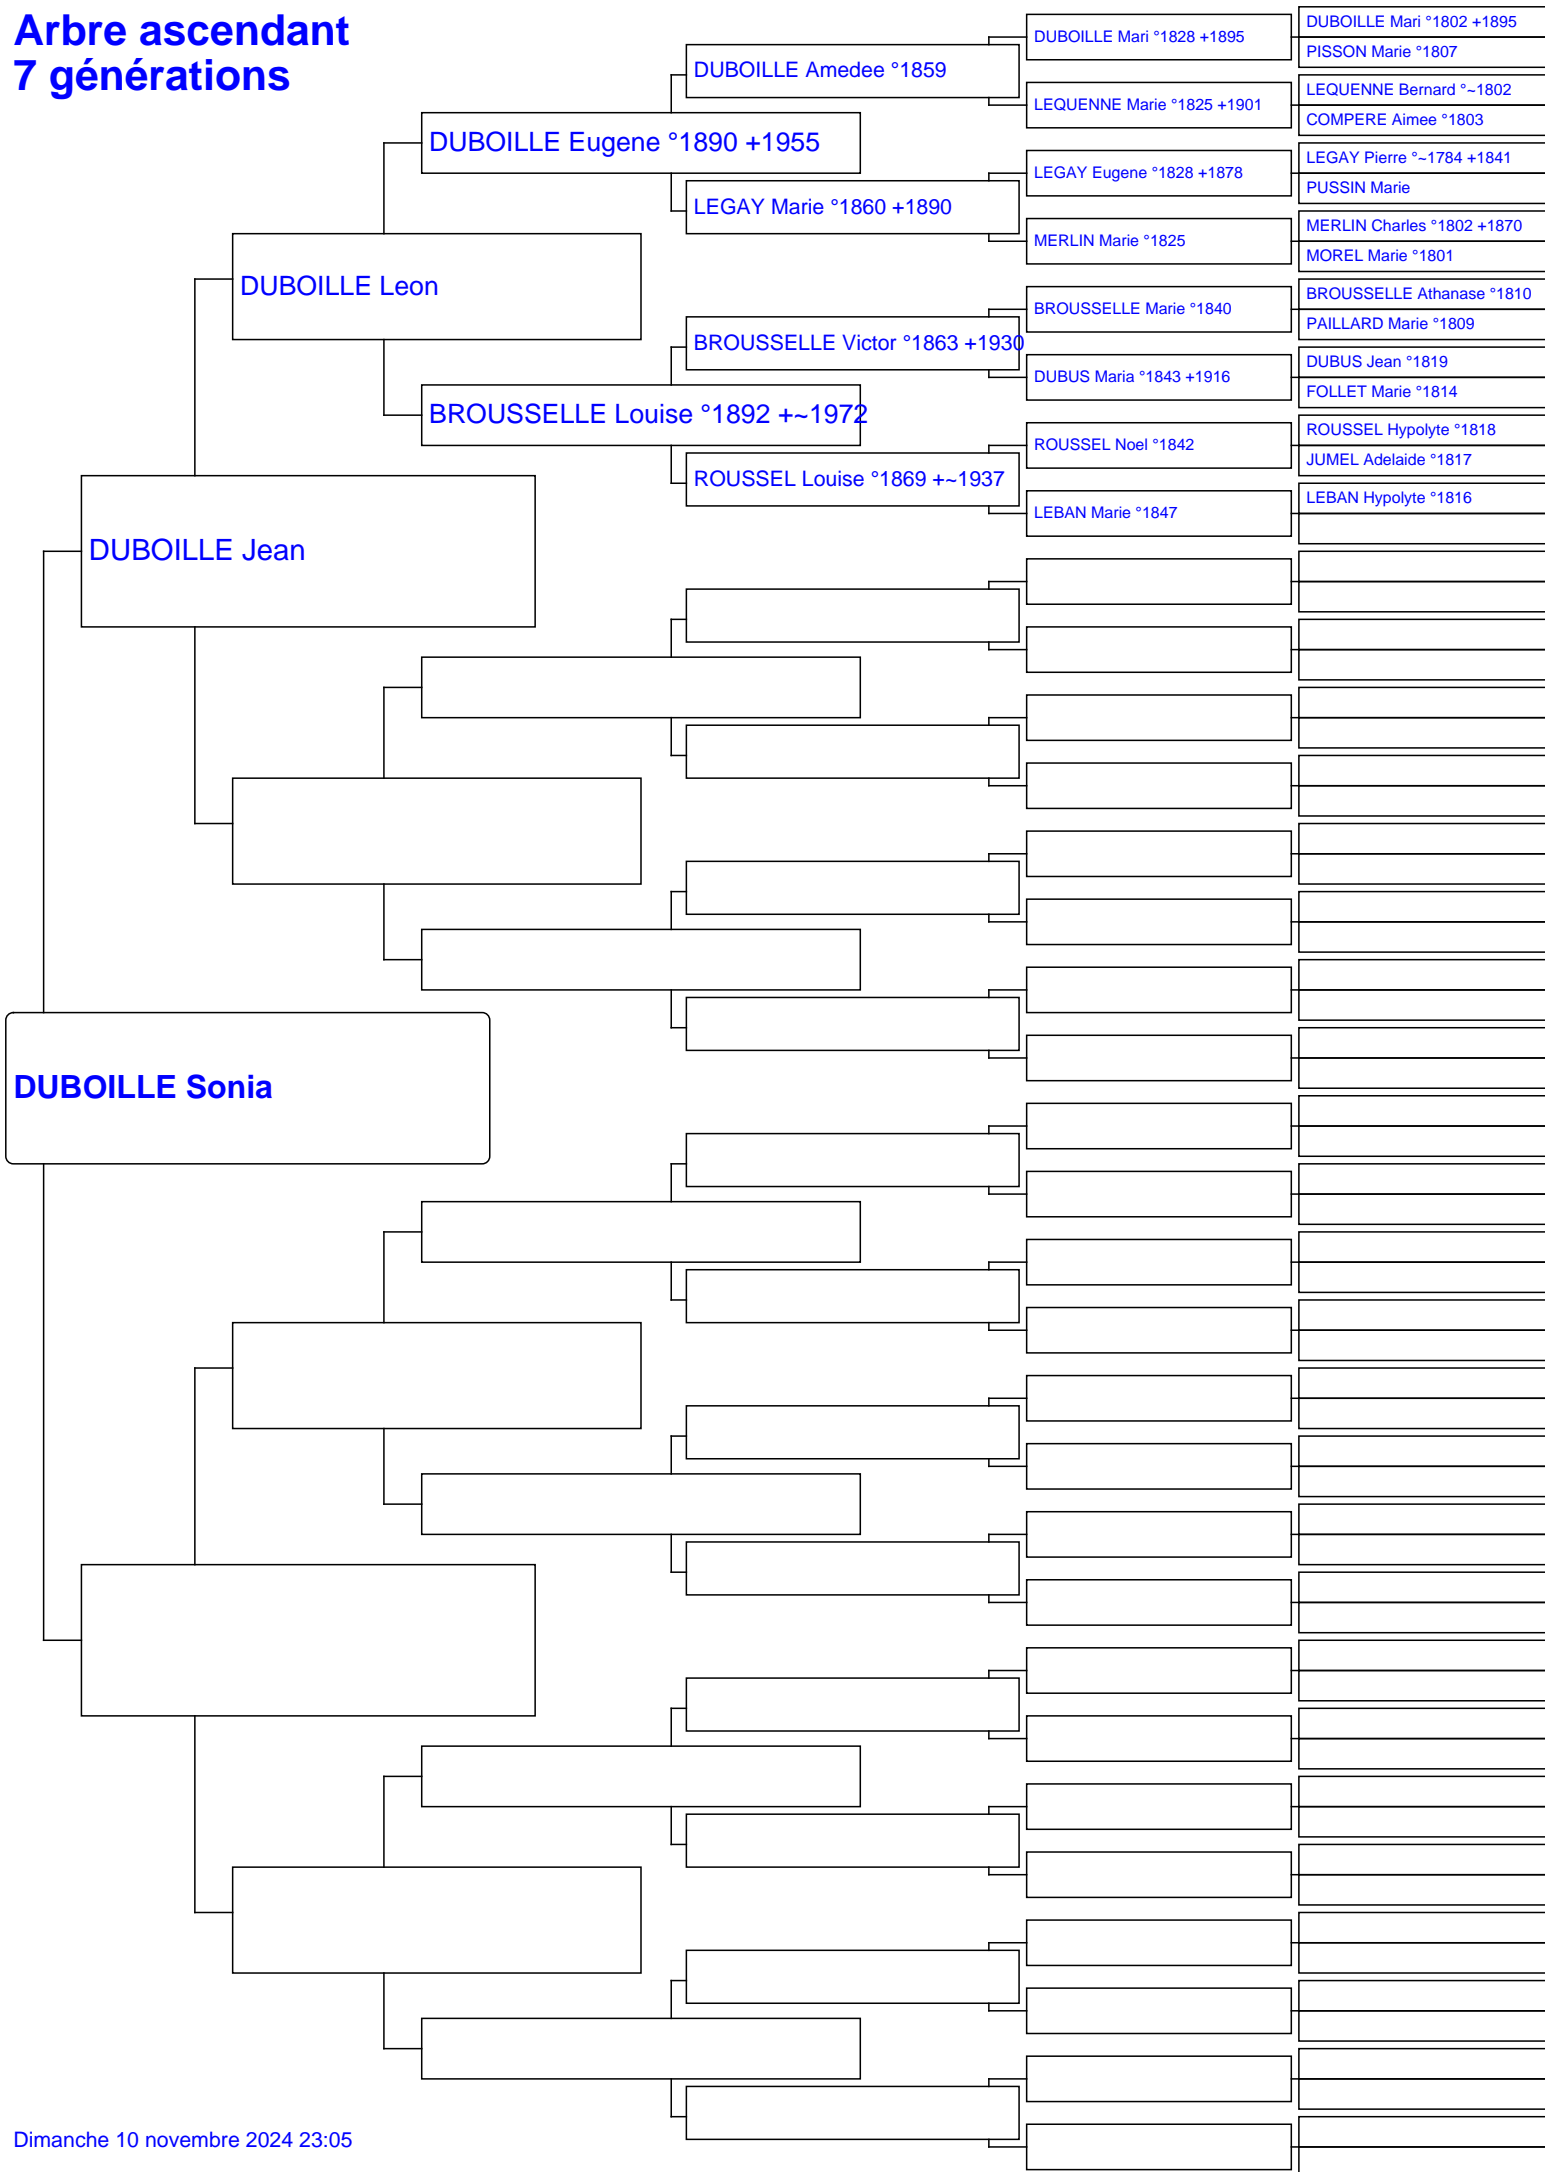 Arbre ascendant
7 générations
DUBOILLE Sonia
DUBOILLE Jean
DUBOILLE Leon
DUBOILLE Eugene °1890 +1955
BROUSSELLE Louise °1892 +~1972
DUBOILLE Amedee °1859
LEGAY Marie °1860 +1890
BROUSSELLE Victor °1863 +1930
ROUSSEL Louise °1869 +~1937
DUBOILLE Mari °1828 +1895
LEQUENNE Marie °1825 +1901
LEGAY Eugene °1828 +1878
MERLIN Marie °1825
BROUSSELLE Marie °1840
DUBUS Maria °1843 +1916
ROUSSEL Noel °1842
LEBAN Marie °1847
DUBOILLE Mari °1802 +1895
PISSON Marie °1807
LEQUENNE Bernard °~1802
COMPERE Aimee °1803
LEGAY Pierre °~1784 +1841
PUSSIN Marie
MERLIN Charles °1802 +1870
MOREL Marie °1801
BROUSSELLE Athanase °1810
PAILLARD Marie °1809
DUBUS Jean °1819
FOLLET Marie °1814
ROUSSEL Hypolyte °1818
JUMEL Adelaide °1817
LEBAN Hypolyte °1816
Dimanche 10 novembre 2024 23:05